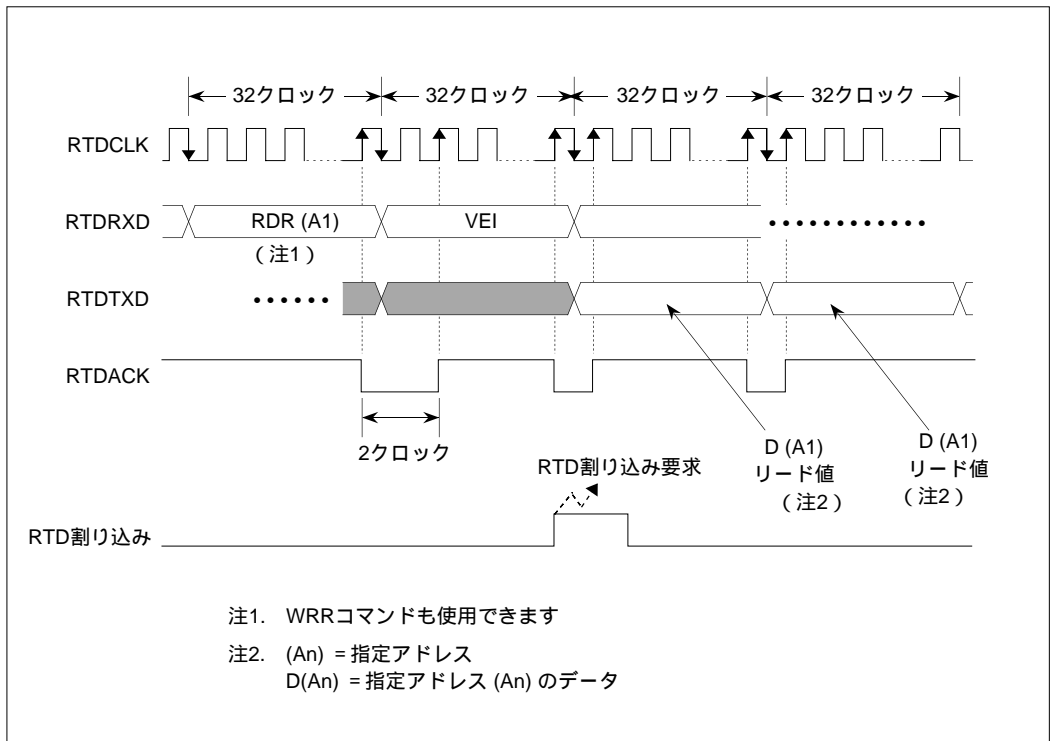 32クロック 32クロック 32クロック 32クロック
RTDCLK
RTDRXD RDR (A1) VEI ••••••••••••
(注1)
RTDTXD ••••••
RTDACK
2クロック
D (A1)
リード値
(注2)
D (A1)
リード値
(注2)
RTD割り込み要求
RTD割り込み
注1. WRRコマンドも使用できます
注2. (An) = 指定アドレス
D(An) = 指定アドレス (An) のデータ